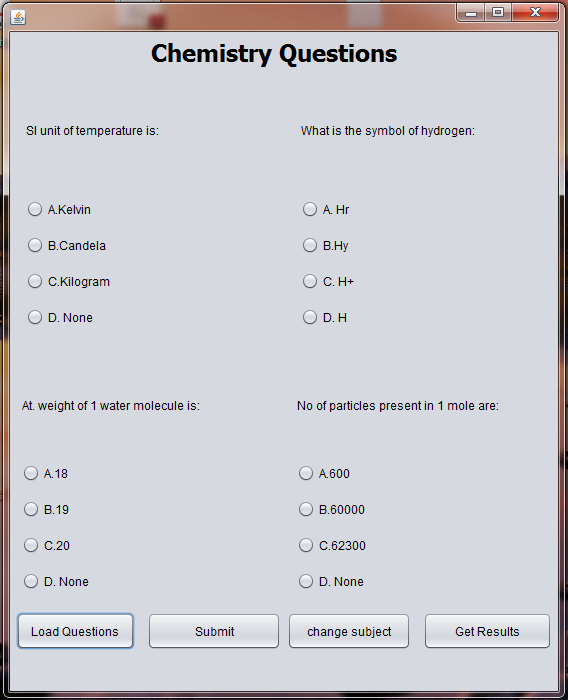 Chemistry Questions
SI unit of temperature is:
A.Kelvin
B.Candela
C.Kilogram
D. None
What is the symbol of hydrogen:
A. Hr
B.Hy
C. H+
D. H
At. weight of 1 water molecule is:
A.18
B.19
C.20
D. None
No of particles present in 1 mole are:
A.600
B.60000
C.62300
D. None
Load Questions
Submit
change subject
Get Results